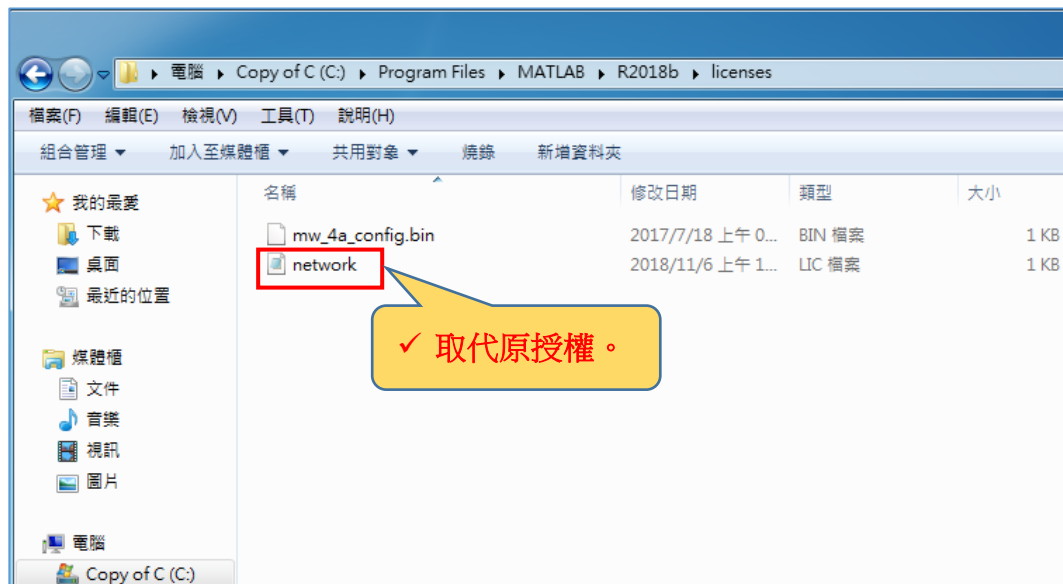 電腦 ▸ Copy of C (C:) ▸ Program Files ▸ MATLAB ▸ R2018b ▸ licenses
檔案(F) 編輯(E) 檢視(V) 工具(T) 說明(H)
組合管理 ▼ 加入至媒體櫃 ▼ 共用對象 ▼ 燒錄 新增資料夾
我的最愛
下載
桌面
最近的位置
媒體櫃
文件
音樂
視訊
圖片
電腦
Copy of C (C:)
名稱 修改日期 類型 大小
mw_4a_config.bin 2017/7/18 上午 0... BIN 檔案 1 KB
network 2018/11/6 上午 1... LIC 檔案 1 KB
✓ 取代原授權。